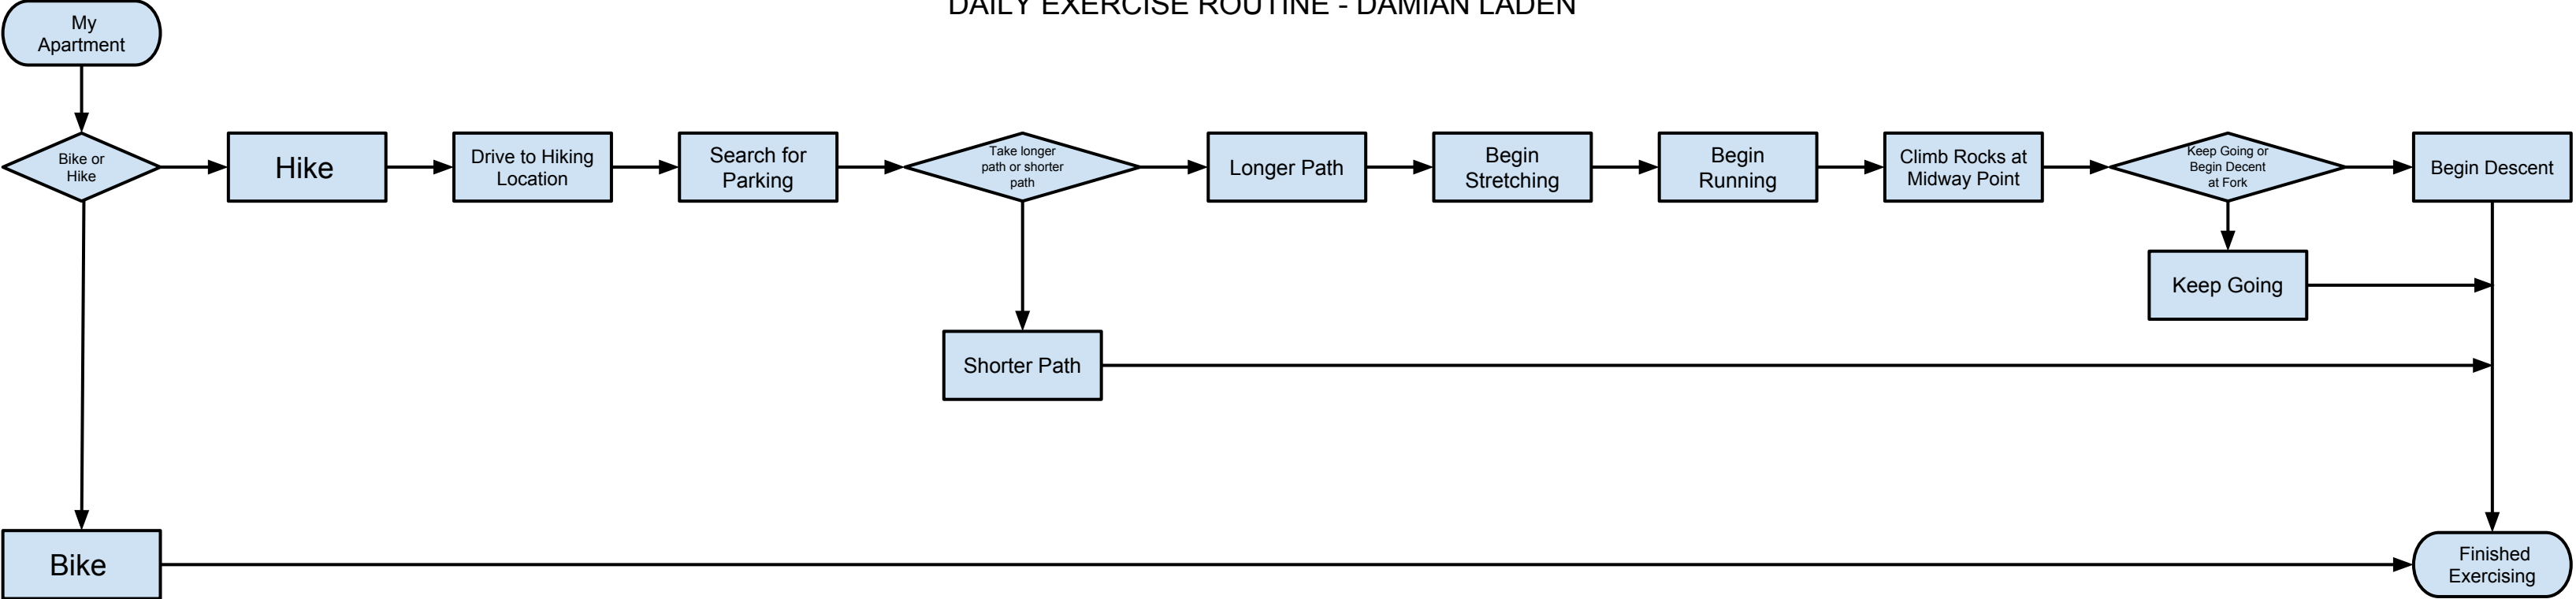 DAILY EXERCISE ROUTINE - DAMIAN LADEN
My
Apartment
Bike or
Hike
Hike
Drive to Hiking
Location
Search for
Parking
Take longer
path or shorter
path
Longer Path
Begin
Stretching
Begin
Running
Climb Rocks at
Midway Point
Keep Going or
Begin Decent
at Fork
Begin Descent
Keep Going
Shorter Path
Bike
Finished
Exercising